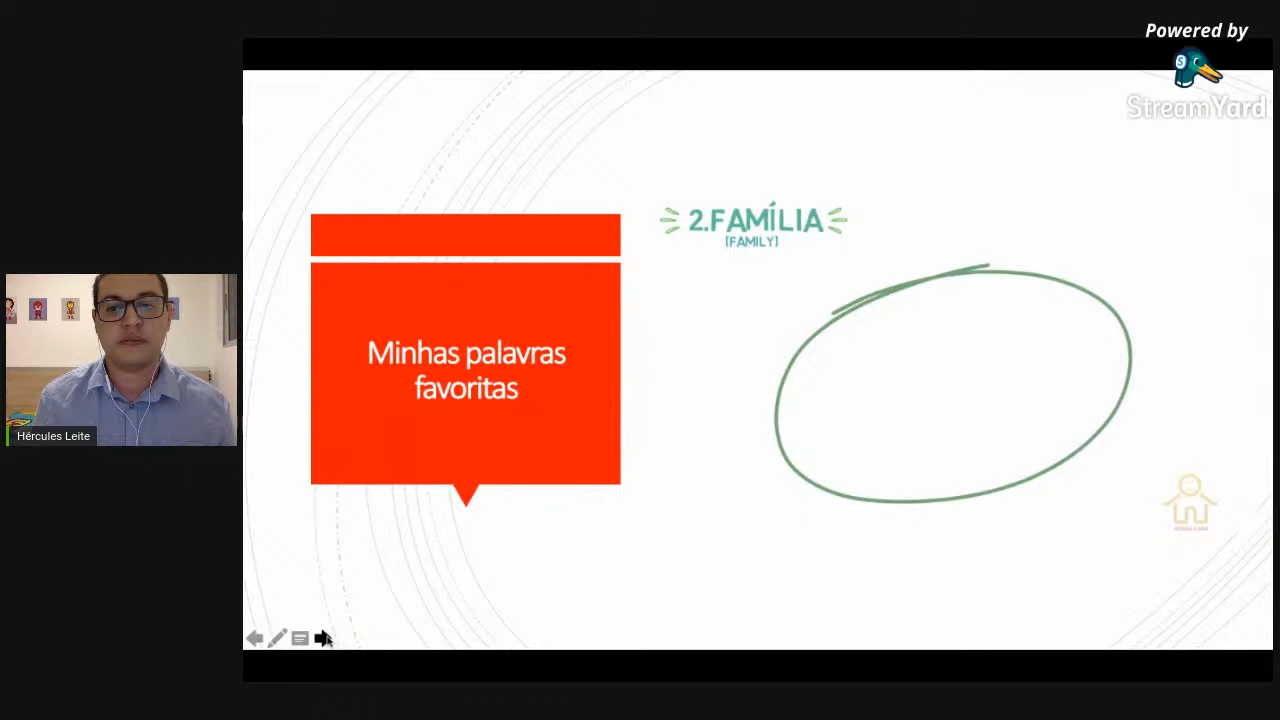 Powered by
StreamYard
2.FAMÍLIA
[FAMILY]
Minhas palavras
favoritas
Hércules Leite